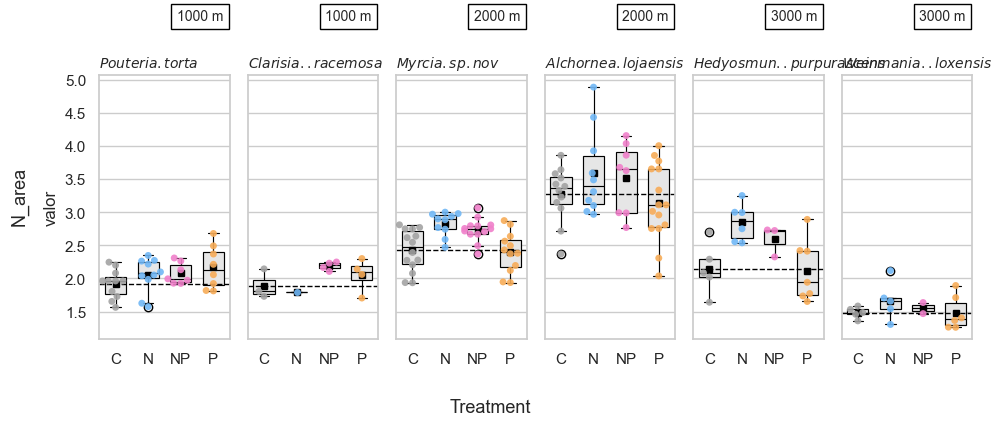 1000 m 1000 m 2000 m 2000 m 3000 m 3000 m
Pouteria.torta Clarisia..racemosa Myrcia.sp.nov Alchornea.lojaensis Hedyosmun..purpurascens Weinmania..loxensis
5.0
4.5
4.0
3.5
3.0
2.5
2.0
1.5
N_area
valor
C N NP P C N NP P C N NP P C N NP P C N NP P C N NP P
Treatment